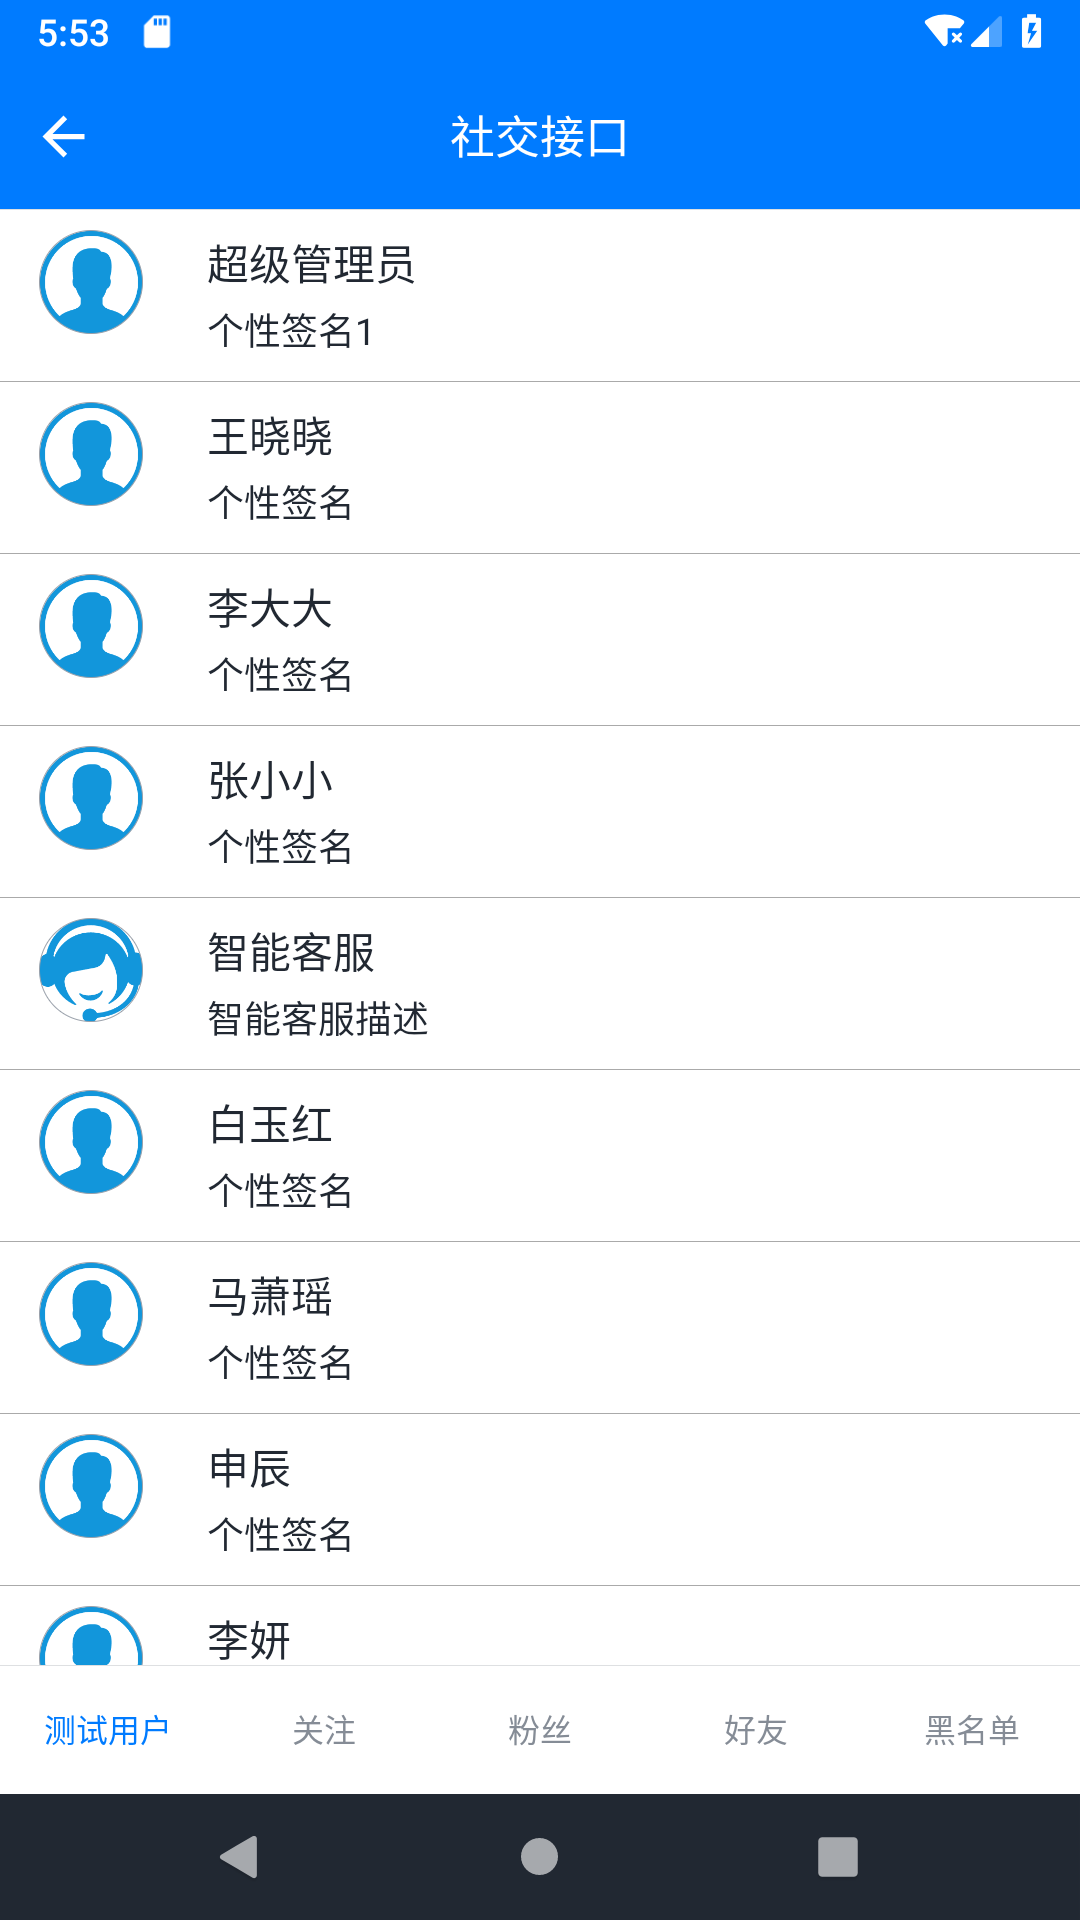 5:53
社交接口
超级管理员
个性签名1
王晓晓
个性签名
李大大
个性签名
张小小
个性签名
智能客服
智能客服描述
白玉红
个性签名
马萧瑶
个性签名
申辰
个性签名
李妍
测试用户 关注 粉丝 好友 黑名单